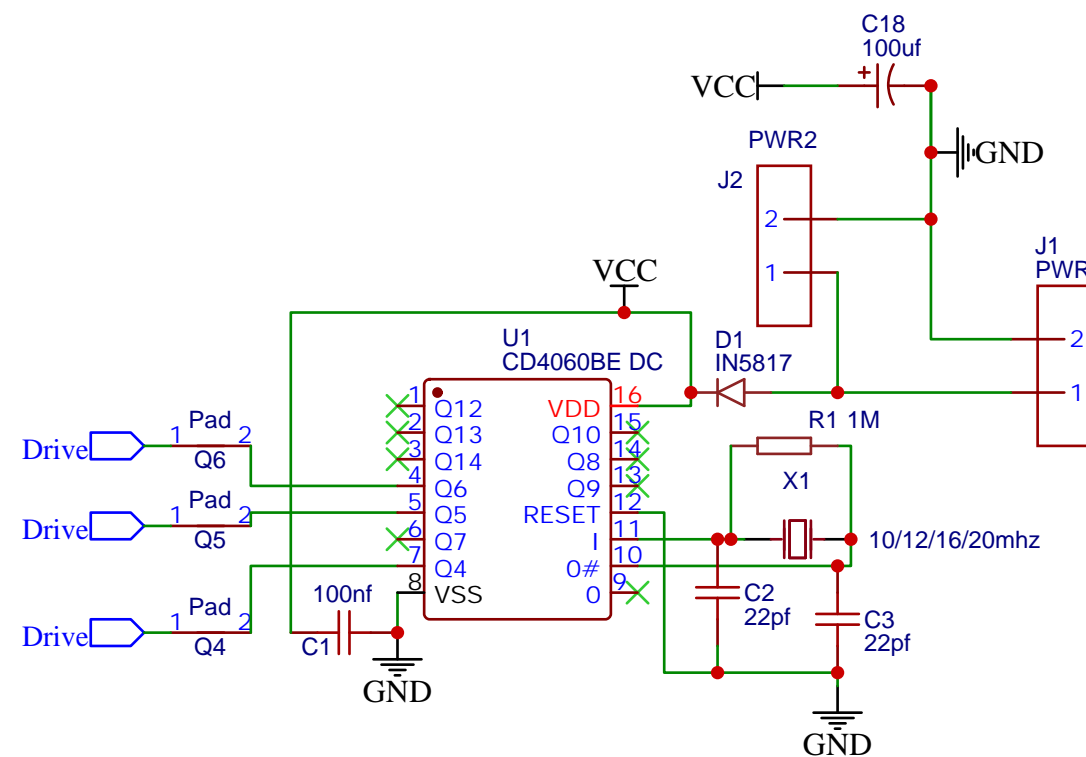 C18
100uf
VCC
+
GND
PWR2
J2
2
1
J1
PWR
2
1
VCC
U1
CD4060BE DC
D1
IN5817
1 Q12
2 Q13
3 Q14
4 Q6
5 Q5
6 Q7
7 Q4
8 VSS
VDD 16
Q10 15
Q8 14
Q9 13
RESET 12
I 11
0# 10
0 9
Drive 1 Pad 2
Q6
Drive 1 Pad 2
Q5
Drive 1 Pad 2
Q4
100nf
C1
GND
R1 1M
X1
10/12/16/20mhz
C2
22pf
C3
22pf
GND